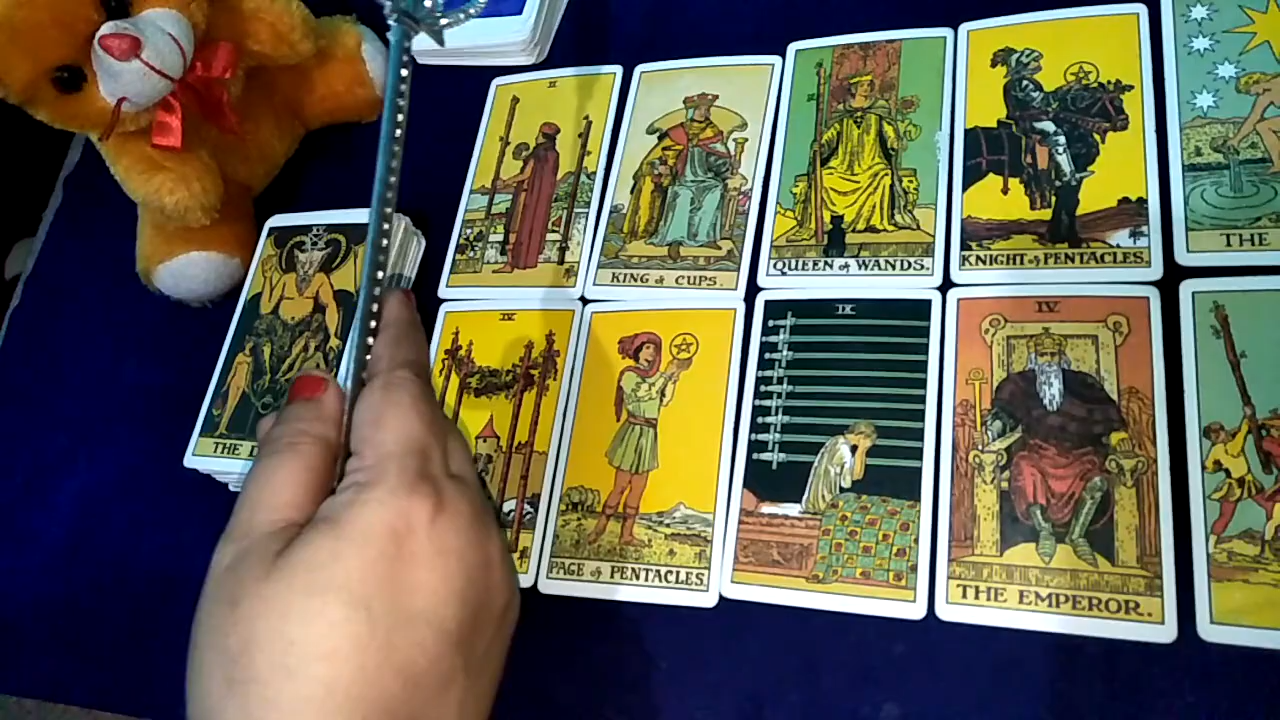 II
KING of CUPS.
QUEEN of WANDS.
KNIGHT of PENTACLES.
THE
THE
IV
PAGE of PENTACLES.
IX
IV
THE EMPEROR.